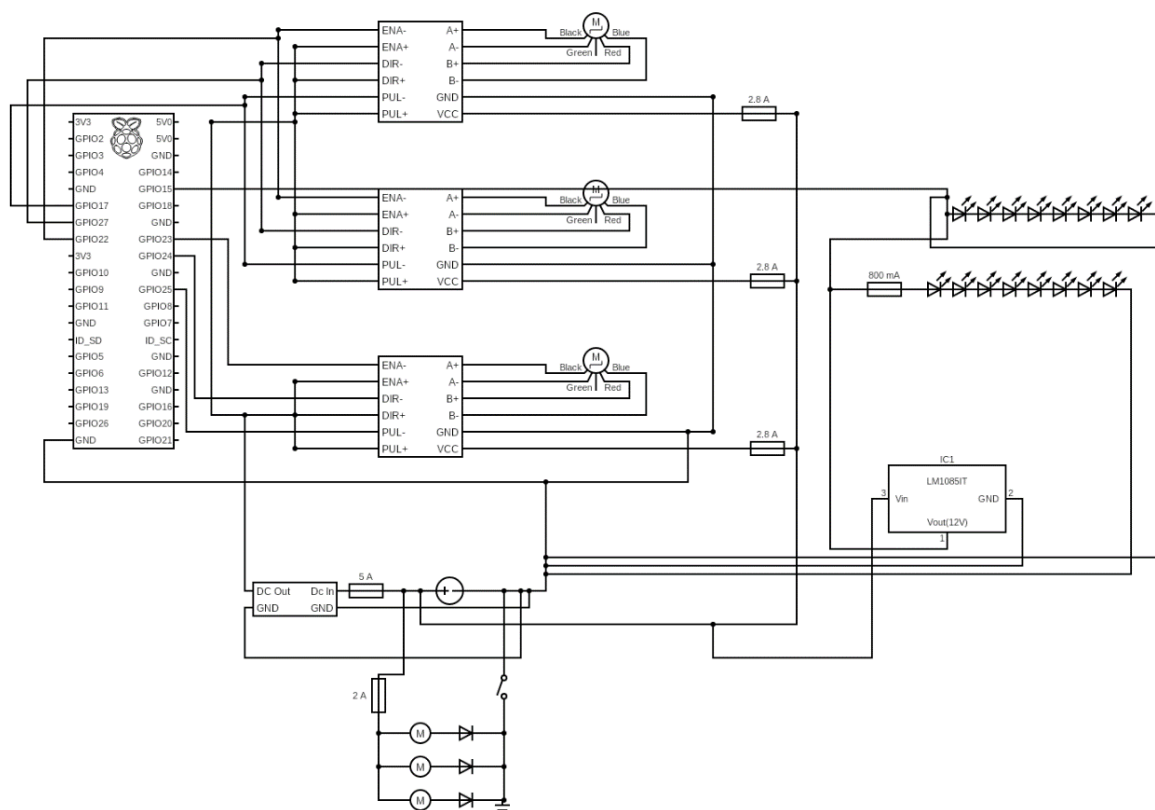 ENA-
ENA+
DIR-
DIR+
PUL-
PUL+
A+
A-
B+
B-
GND
VCC
M
Black
Blue
Green
Red
2.8 A
3V3
GPIO2
GPIO3
GPIO4
GND
GPIO17
GPIO27
GPIO22
3V3
GPIO10
GPIO9
GPIO11
GND
ID_SD
GPIO5
GPIO6
GPIO13
GPIO19
GPIO26
GND
5V0
5V0
GND
GPIO14
GPIO15
GPIO18
GND
GPIO23
GPIO24
GND
GPIO25
GPIO8
GPIO7
ID_SC
GND
GPIO12
GND
GPIO16
GPIO20
GPIO21
ENA-
ENA+
DIR-
DIR+
PUL-
PUL+
A+
A-
B+
B-
GND
VCC
M
Black
Blue
Green
Red
2.8 A
800 mA
ENA-
ENA+
DIR-
DIR+
PUL-
PUL+
A+
A-
B+
B-
GND
VCC
M
Black
Blue
Green
Red
2.8 A
IC1
LM1085IT
3
Vin
GND
2
Vout(12V)
1
DC Out
Dc In
GND
GND
5 A
2 A
M
M
M